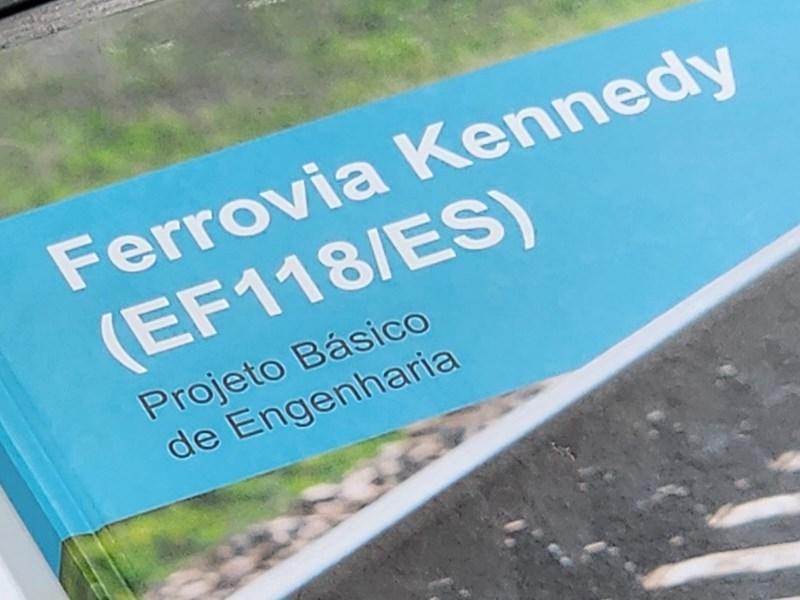 Ferrovia Kennedy
(EF118/ES)
Projeto Básico
de Engenharia